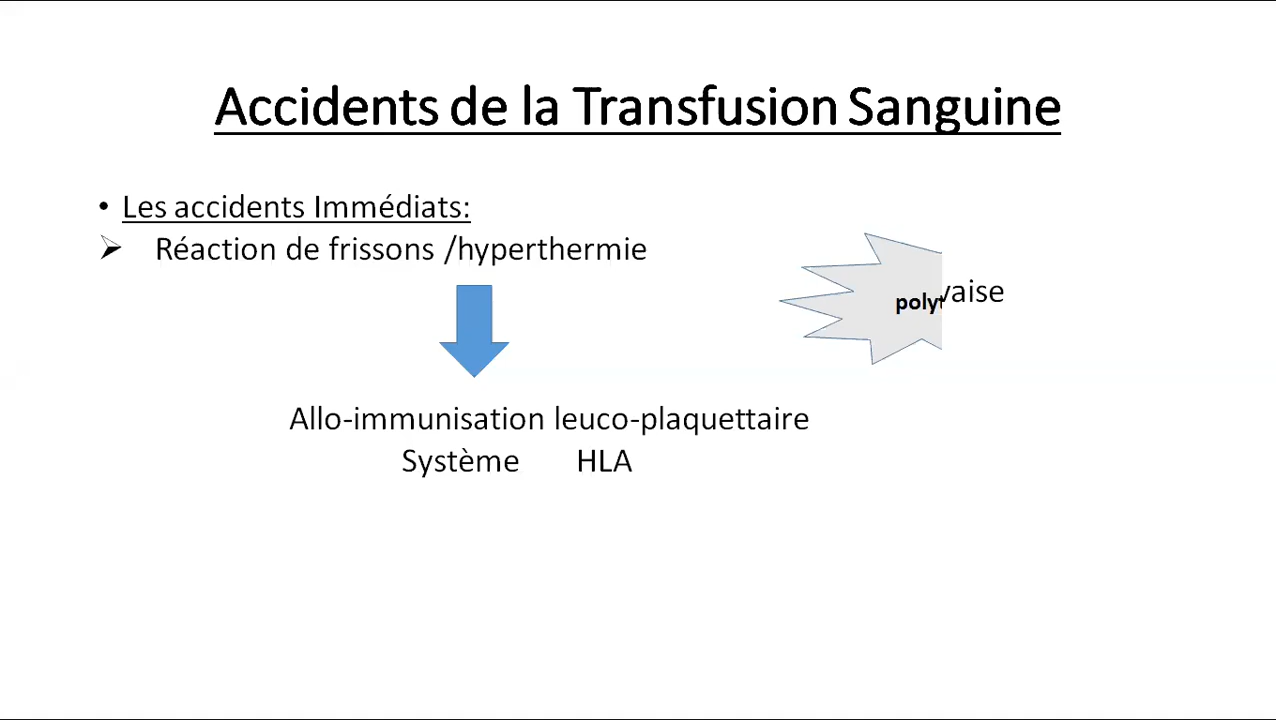 Accidents de la Transfusion Sanguine
• Les accidents Immédiats:
➢ Réaction de frissons /hyperthermie
Allo-immunisation leuco-plaquettaire
Système HLA